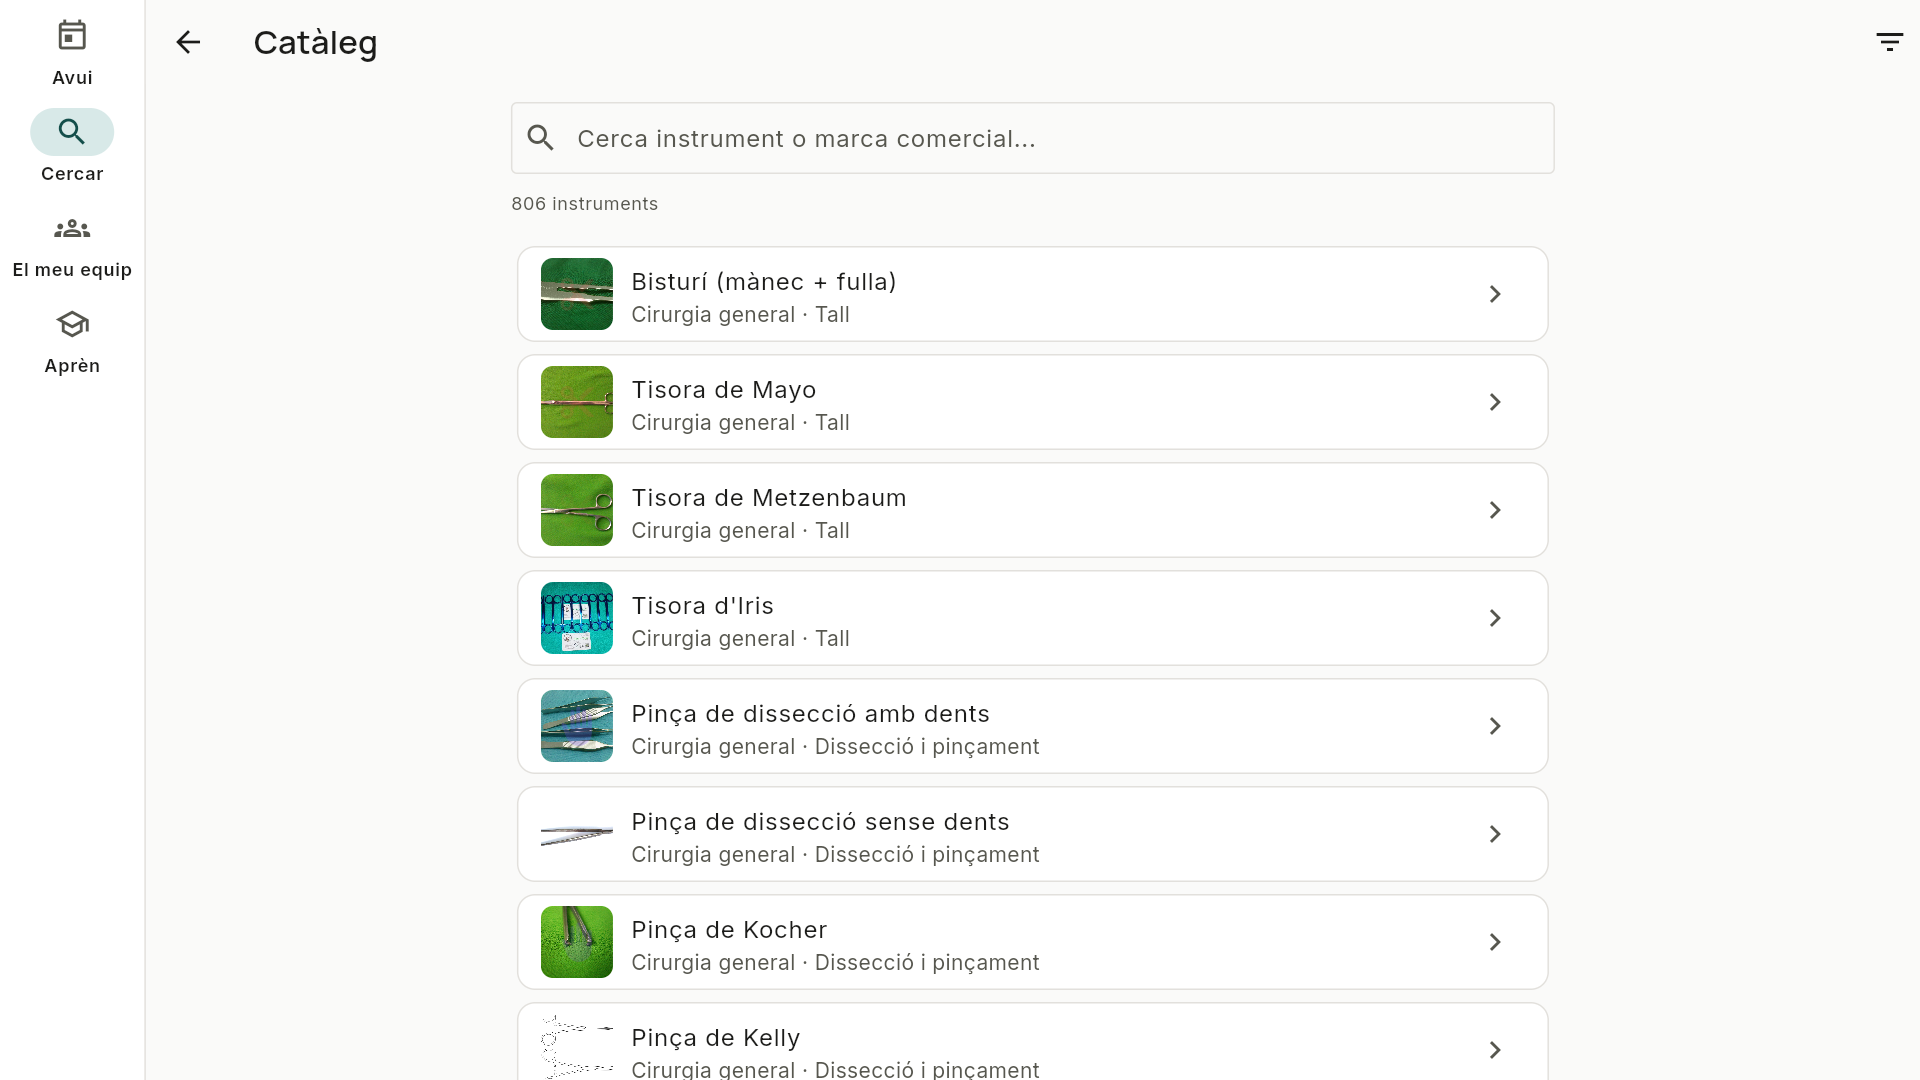 Avui
Cercar
El meu equip
Aprèn
Catàleg
Cerca instrument o marca comercial...
806 instruments
Bisturí (mànec + fulla)
Cirurgia general · Tall
Tisora de Mayo
Cirurgia general · Tall
Tisora de Metzenbaum
Cirurgia general · Tall
Tisora d'Iris
Cirurgia general · Tall
Pinça de dissecció amb dents
Cirurgia general · Dissecció i pinçament
Pinça de dissecció sense dents
Cirurgia general · Dissecció i pinçament
Pinça de Kocher
Cirurgia general · Dissecció i pinçament
Pinça de Kelly
Cirurgia general · Dissecció i pinçament